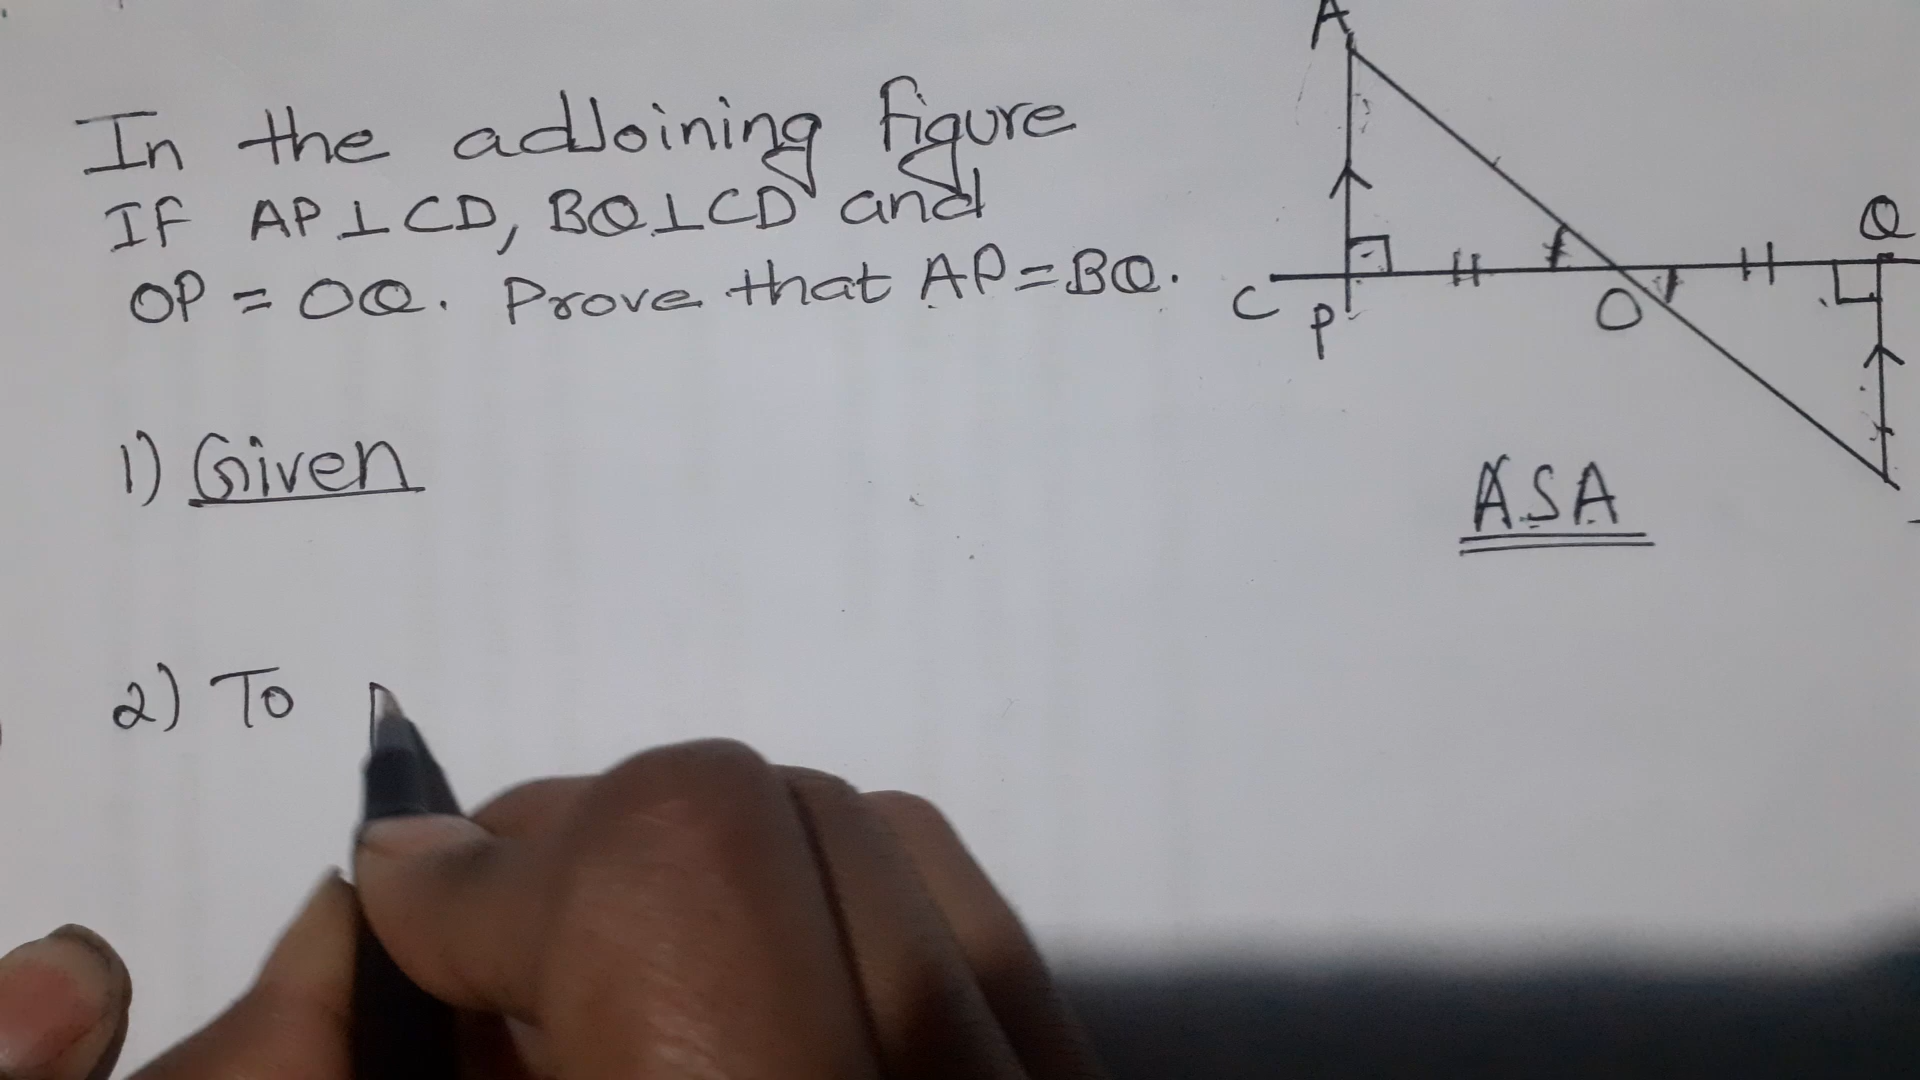 In the adJoining figure
IF AP⊥CD, BQ⊥CD and
OP = OQ. Prove that AP=BQ.
A
Q
C
P
O
1) Given
ASA
2) To